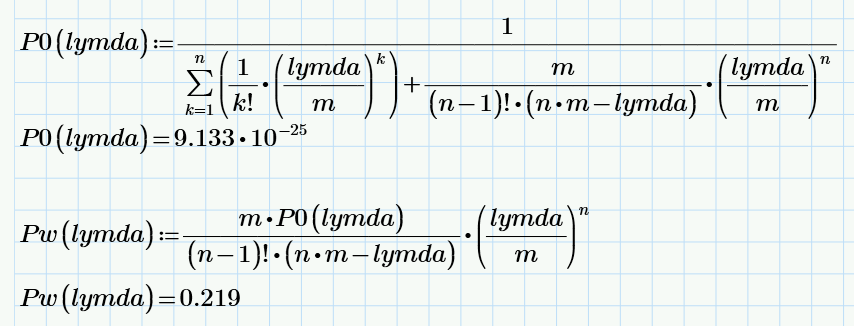 P0(lymda):=1/(∑_{k=1}^{n}(1/k!•(lymda/m)^k)+m/((n−1)!•(n•m−lymda))•(lymda/m)^n)
P0(lymda)=9.133•10^{−25}
Pw(lymda):=m•P0(lymda)/((n−1)!•(n•m−lymda))•(lymda/m)^n
Pw(lymda)=0.219